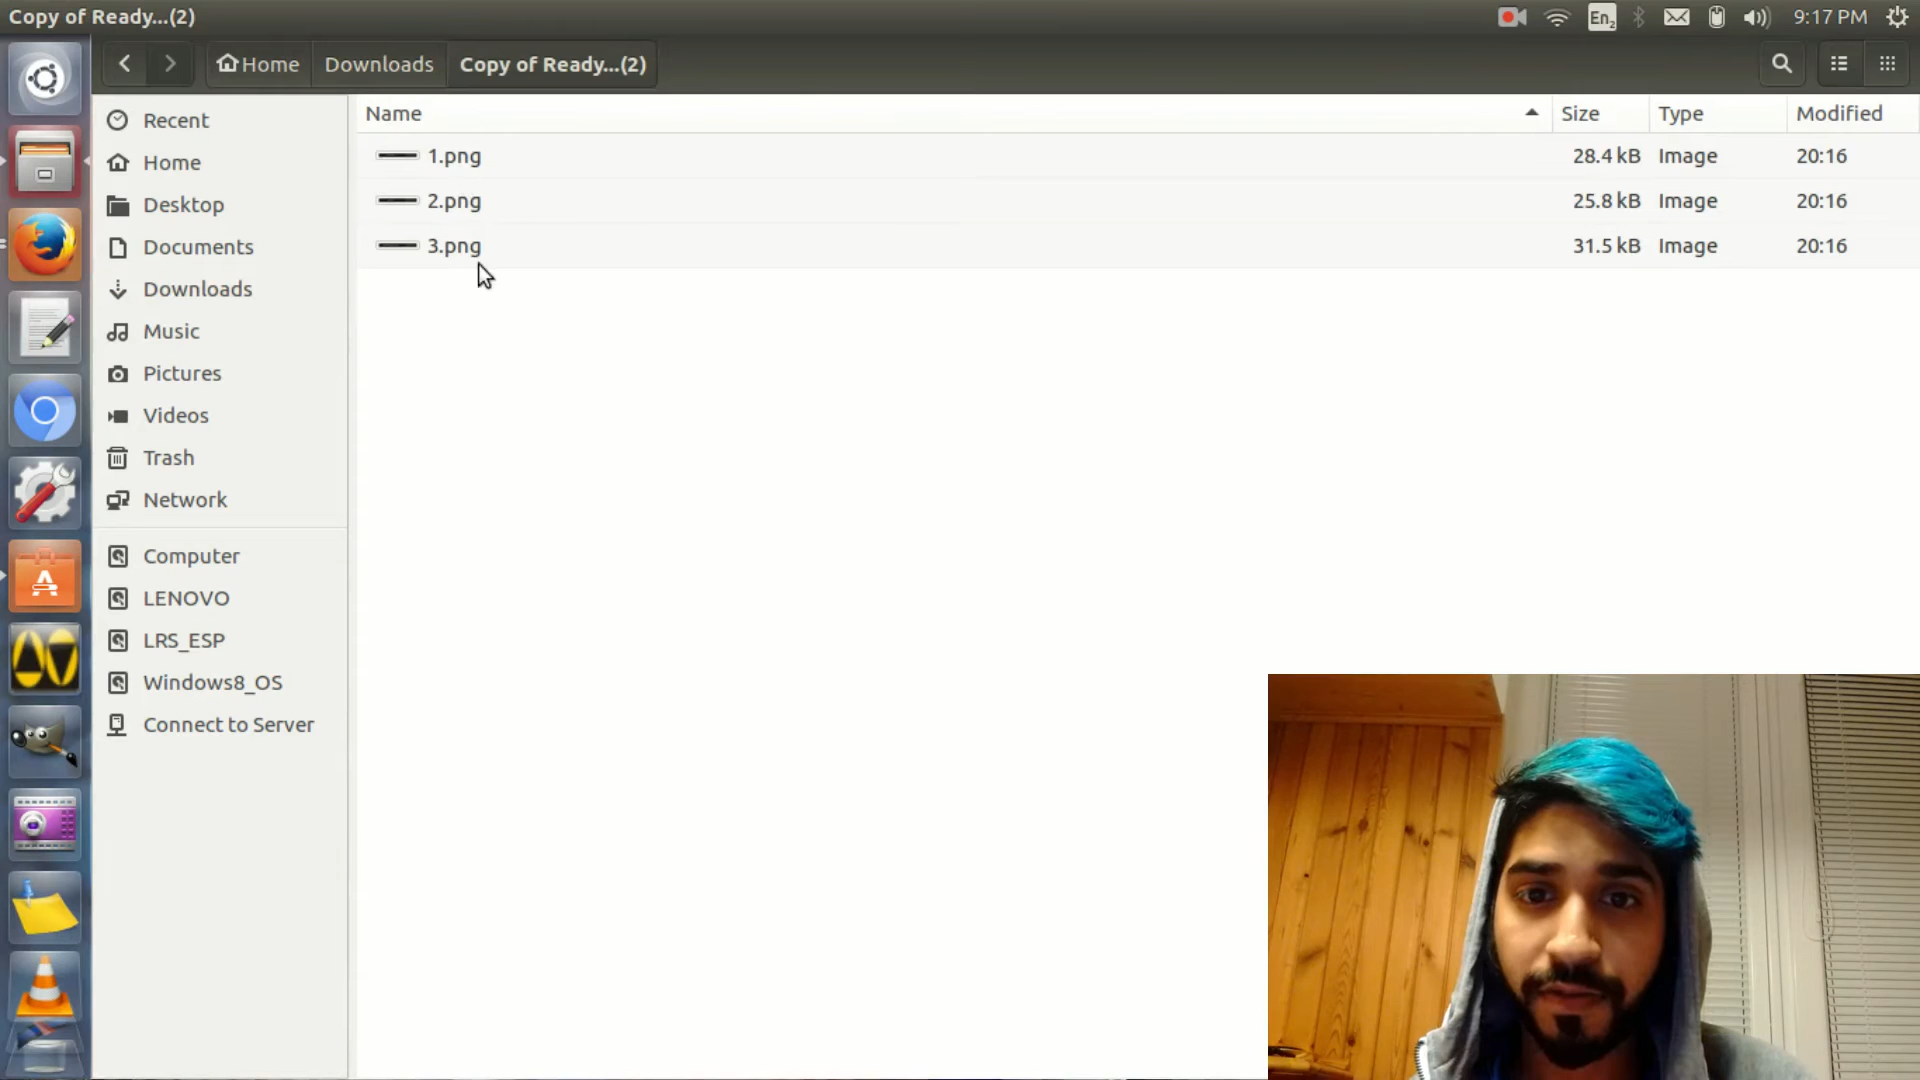 Copy of Ready...(2)
En2
9:17 PM
Home
Downloads
Copy of Ready...(2)
Name
Size
Type
Modified
1.png
28.4 kB
Image
20:16
2.png
25.8 kB
Image
20:16
3.png
31.5 kB
Image
20:16
Recent
Home
Desktop
Documents
Downloads
Music
Pictures
Videos
Trash
Network
Computer
LENOVO
LRS_ESP
Windows8_OS
Connect to Server